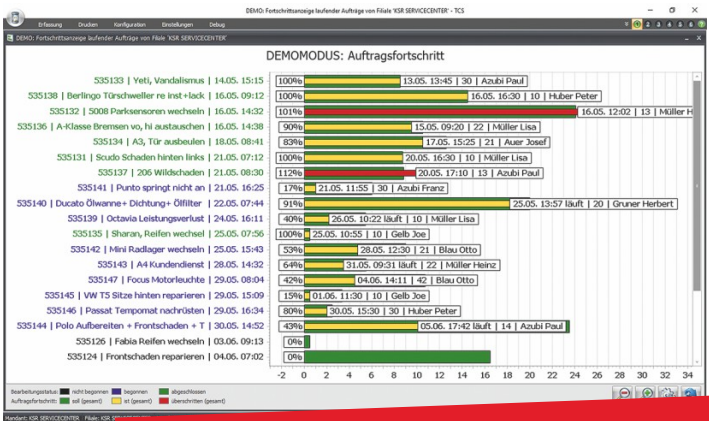 DEMO: Fortschrittsanzeige laufender Aufträge von Filiale 'KSR SERVICECENTER' - TCS
Erfassung Drucken Konfiguration Einstellungen Debug
1 2 3 4 5 6
DEMO: Fortschrittsanzeige laufender Aufträge von Filiale 'KSR SERVICECENTER'
DEMOMODUS: Auftragsfortschritt
535133 | Yeti, Vandalismus | 14.05. 15:15 100% 13.05. 13:45 | 30 | Azubi Paul
535138 | Berlingo Türschweller re inst+lack | 16.05. 09:12 100% 16.05. 16:30 | 10 | Huber Peter
535132 | 5008 Parksensoren wechseln | 16.05. 14:32 101% 16.05. 12:02 | 13 | Müller H
535136 | A-Klasse Bremsen vo, hi austauschen | 16.05. 14:38 90% 15.05. 09:20 | 22 | Müller Lisa
535134 | A3, Tür ausbeulen | 18.05. 08:41 83% 17.05. 15:25 | 21 | Auer Josef
535131 | Scudo Schaden hinten links | 21.05. 07:12 100% 20.05. 16:30 | 10 | Müller Lisa
535137 | 206 Wildschaden | 21.05. 08:30 112% 20.05. 17:10 | 13 | Azubi Paul
535141 | Punto springt nicht an | 21.05. 16:25 17% 21.05. 11:55 | 30 | Azubi Franz
535140 | Ducato Ölwanne+ Dichtung+ Ölfilter | 22.05. 07:44 91% 25.05. 13:57 läuft | 20 | Gruner Herbert
535139 | Octavia Leistungsverlust | 24.05. 16:11 40% 26.05. 10:22 läuft | 10 | Müller Lisa
535135 | Sharan, Reifen wechsel | 25.05. 07:56 100% 25.05. 10:55 | 10 | Gelb Joe
535142 | Mini Radlager wechseln | 25.05. 15:43 53% 28.05. 12:30 | 21 | Blau Otto
535143 | A4 Kundendienst | 28.05. 14:32 64% 31.05. 09:31 läuft | 22 | Müller Heinz
535147 | Focus Motorleuchte | 29.05. 08:04 42% 04.06. 14:11 | 42 | Blau Otto
535145 | VW T5 Sitze hinten reparieren | 29.05. 15:09 15% 01.06. 11:30 | 10 | Gelb Joe
535146 | Passat Tempomat nachrüsten | 29.05. 16:34 80% 30.05. 15:30 | 30 | Huber Peter
535144 | Polo Aufbereiten + Frontschaden + T | 30.05. 14:52 43% 05.06. 17:42 läuft | 14 | Azubi Paul
535126 | Fabia Reifen wechseln | 03.06. 09:13 0%
535124 | Frontschaden reparieren | 04.06. 07:02 0%
-2 0 2 4 6 8 10 12 14 16 18 20 22 24 26 28 30 32 34
Bearbeitungsstatus: nicht begonnen begonnen abgeschlossen
Auftragsfortschritt: soll (gesamt) ist (gesamt) überschritten (gesamt)
Mandant: KSR SERVICECENTER Filiale: KSR